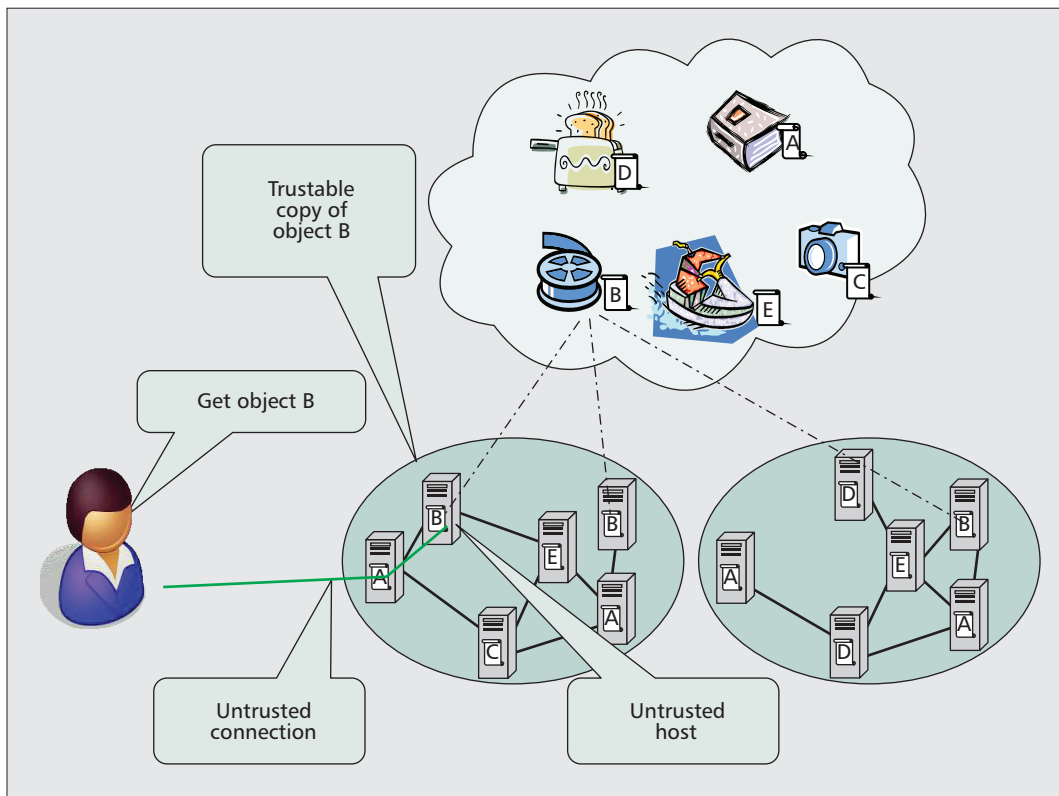 D
A
Trustable
copy of
object B
C
B
E
Get object B
B
B
D
B
E
E
A
A
A
A
C
D
Untrusted
connection
Untrusted
host